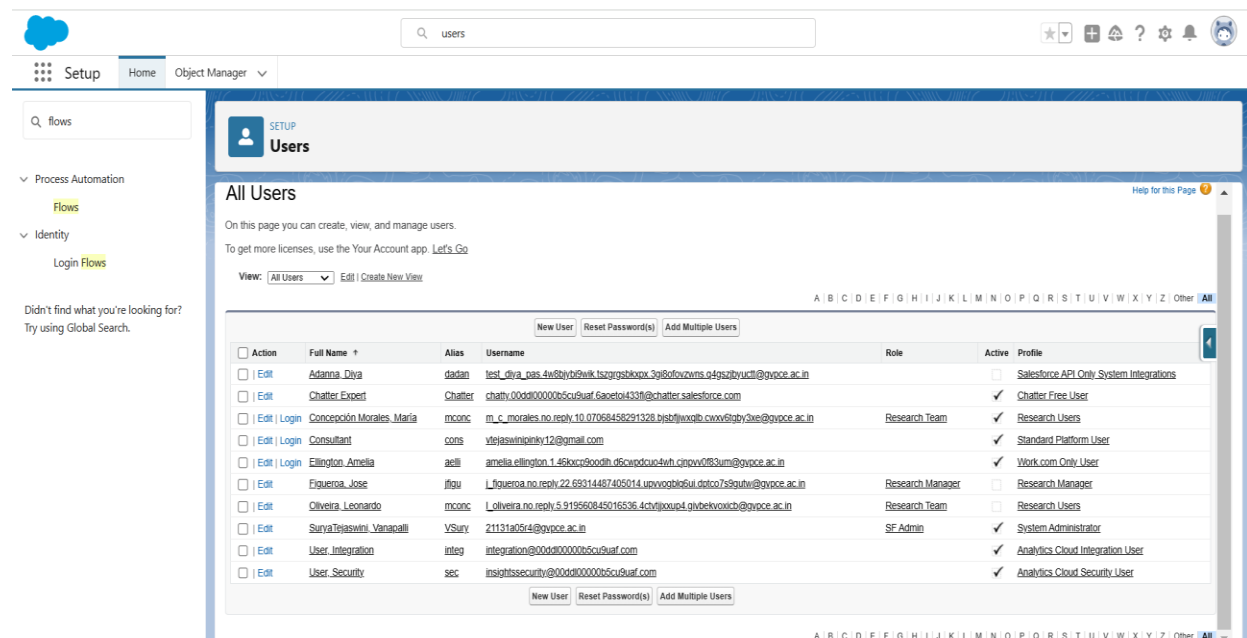 users
Setup Home Object Manager
flows
Process Automation
Flows
Identity
Login Flows
Didn't find what you're looking for?
Try using Global Search.
SETUP
Users
All Users
Help for this Page
On this page you can create, view, and manage users.
To get more licenses, use the Your Account app. Let's Go
View: All Users Edit | Create New View
A | B | C | D | E | F | G | H | I | J | K | L | M | N | O | P | Q | R | S | T | U | V | W | X | Y | Z | Other | All
New User Reset Password(s) Add Multiple Users
Action Full Name ↑ Alias Username Role Active Profile
| Edit Adanna, Diya dadan Salesforce API Only System Integrations
| Edit Chatter Expert Chatter Chatter Free User
| Edit | Login Concepción Morales, María mconc Research Team Research Users
| Edit | Login Consultant cons vtejaswinipinky12@gmail.com Standard Platform User
| Edit | Login Ellington, Amelia aelli Work.com Only User
| Edit Figueroa, Jose jfigu Research Manager Research Manager
| Edit Oliveira, Leonardo mconc Research Team Research Users
| Edit SuryaTejaswini, Vanapalli VSury 21131a05r4@gvpce.ac.in SF Admin System Administrator
| Edit User, Integration integ integration@00ddl00000b5cu9uaf.com Analytics Cloud Integration User
| Edit User, Security sec insightssecurity@00ddl00000b5cu9uaf.com Analytics Cloud Security User
New User Reset Password(s) Add Multiple Users
A | B | C | D | E | F | G | H | I | J | K | L | M | N | O | P | Q | R | S | T | U | V | W | X | Y | Z | Other | All